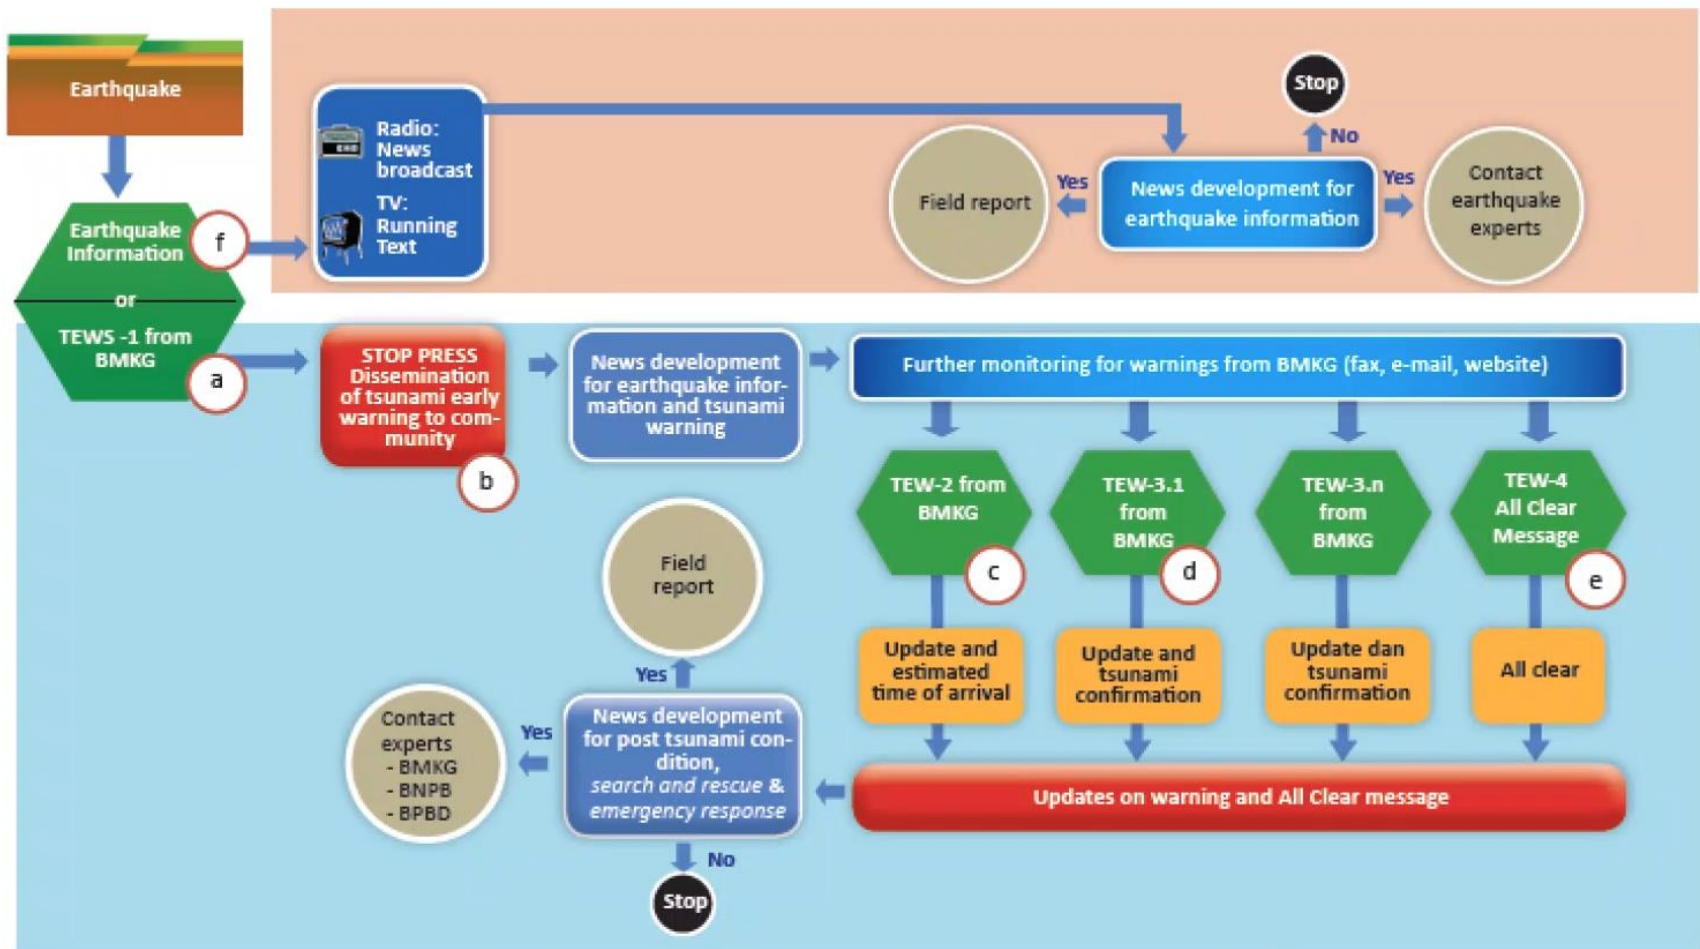 Earthquake
Earthquake
Information
or
TEWS -1 from
BMKG
f
a
Radio:
News
broadcast
TV:
Running
Text
Stop
No
Field report
Yes
News development for
earthquake information
Yes
Contact
earthquake
experts
STOP PRESS
Dissemination
of tsunami early
warning to com-
munity
b
News development
for earthquake infor-
mation and tsunami
warning
Further monitoring for warnings from BMKG (fax, e-mail, website)
TEW-2 from
BMKG
c
TEW-3.1
from
BMKG
d
TEW-3.n
from
BMKG
TEW-4
All Clear
Message
e
Update and
estimated
time of arrival
Update and
tsunami
confirmation
Update dan
tsunami
confirmation
All clear
Updates on warning and All Clear message
Field
report
Yes
News development
for post tsunami con-
dition,
search and rescue &
emergency response
Yes
Contact
experts
- BMKG
- BNPB
- BPBD
No
Stop